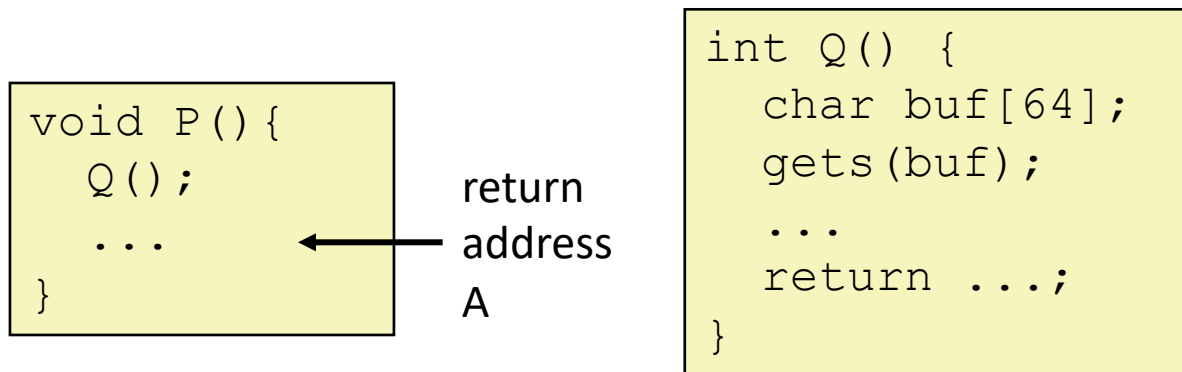 void P(){
  Q();
  ...
}
return
address
A
int Q() {
  char buf[64];
  gets(buf);
  ...
  return ...;
}